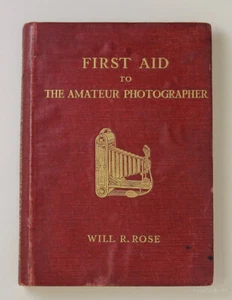 FIRST AID
TO
THE AMATEUR PHOTOGRAPHER
WILL R. ROSE